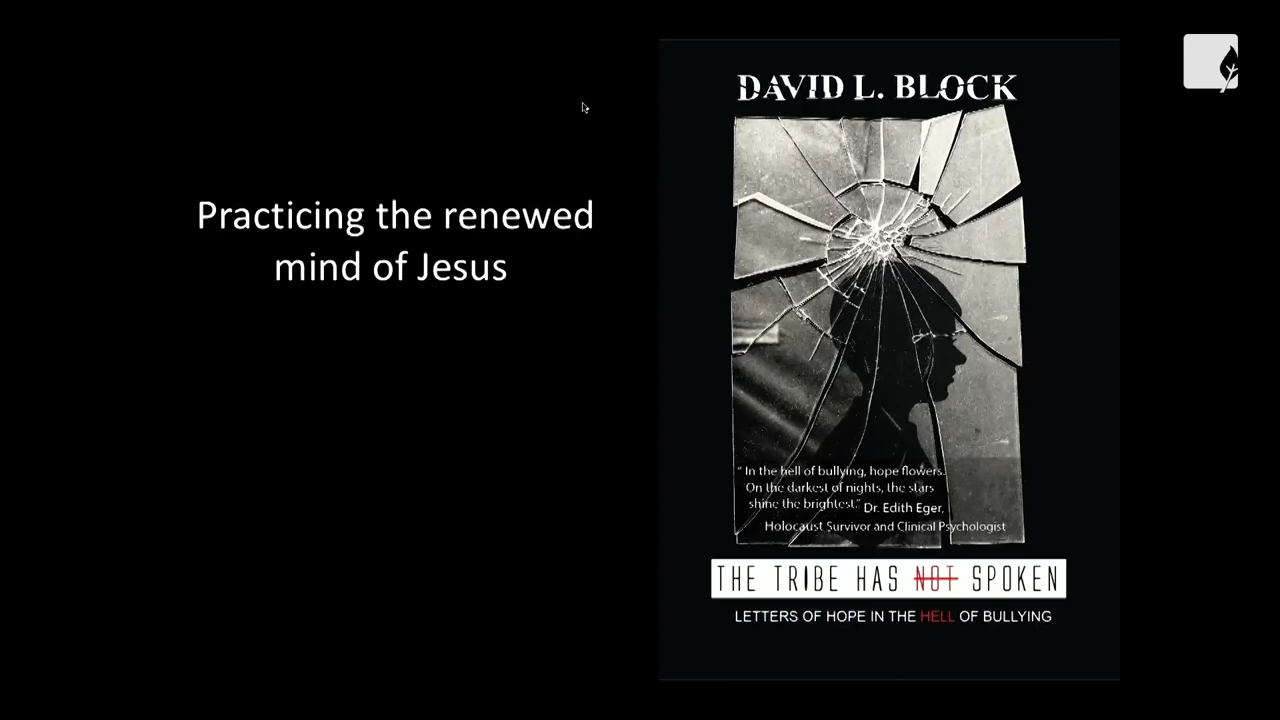 Practicing the renewed
mind of Jesus
DAVID L. BLOCK
“ In the hell of bullying, hope flowers.
On the darkest of nights, the stars
shine the brightest.” Dr. Edith Eger,
Holocaust Survivor and Clinical Psychologist
THE TRIBE HAS NOT SPOKEN
LETTERS OF HOPE IN THE HELL OF BULLYING